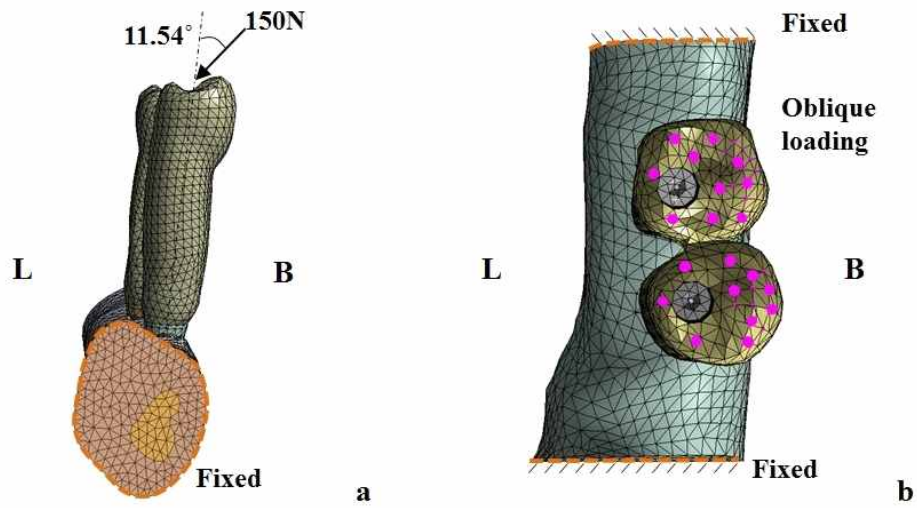 11.54°
150N
L
B
Fixed
a
Fixed
Oblique
loading
L
B
Fixed
b